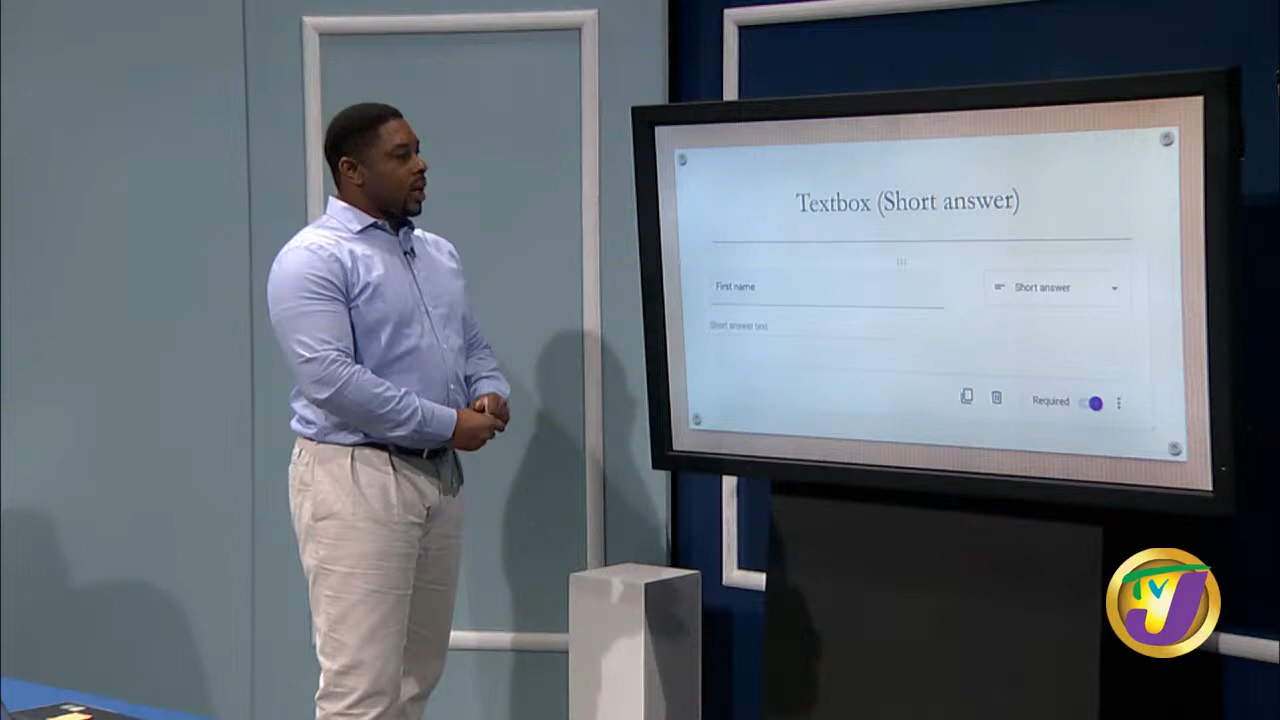 Textbox (Short answer)
First name
Short answer
Short answer text
Required
TVJ